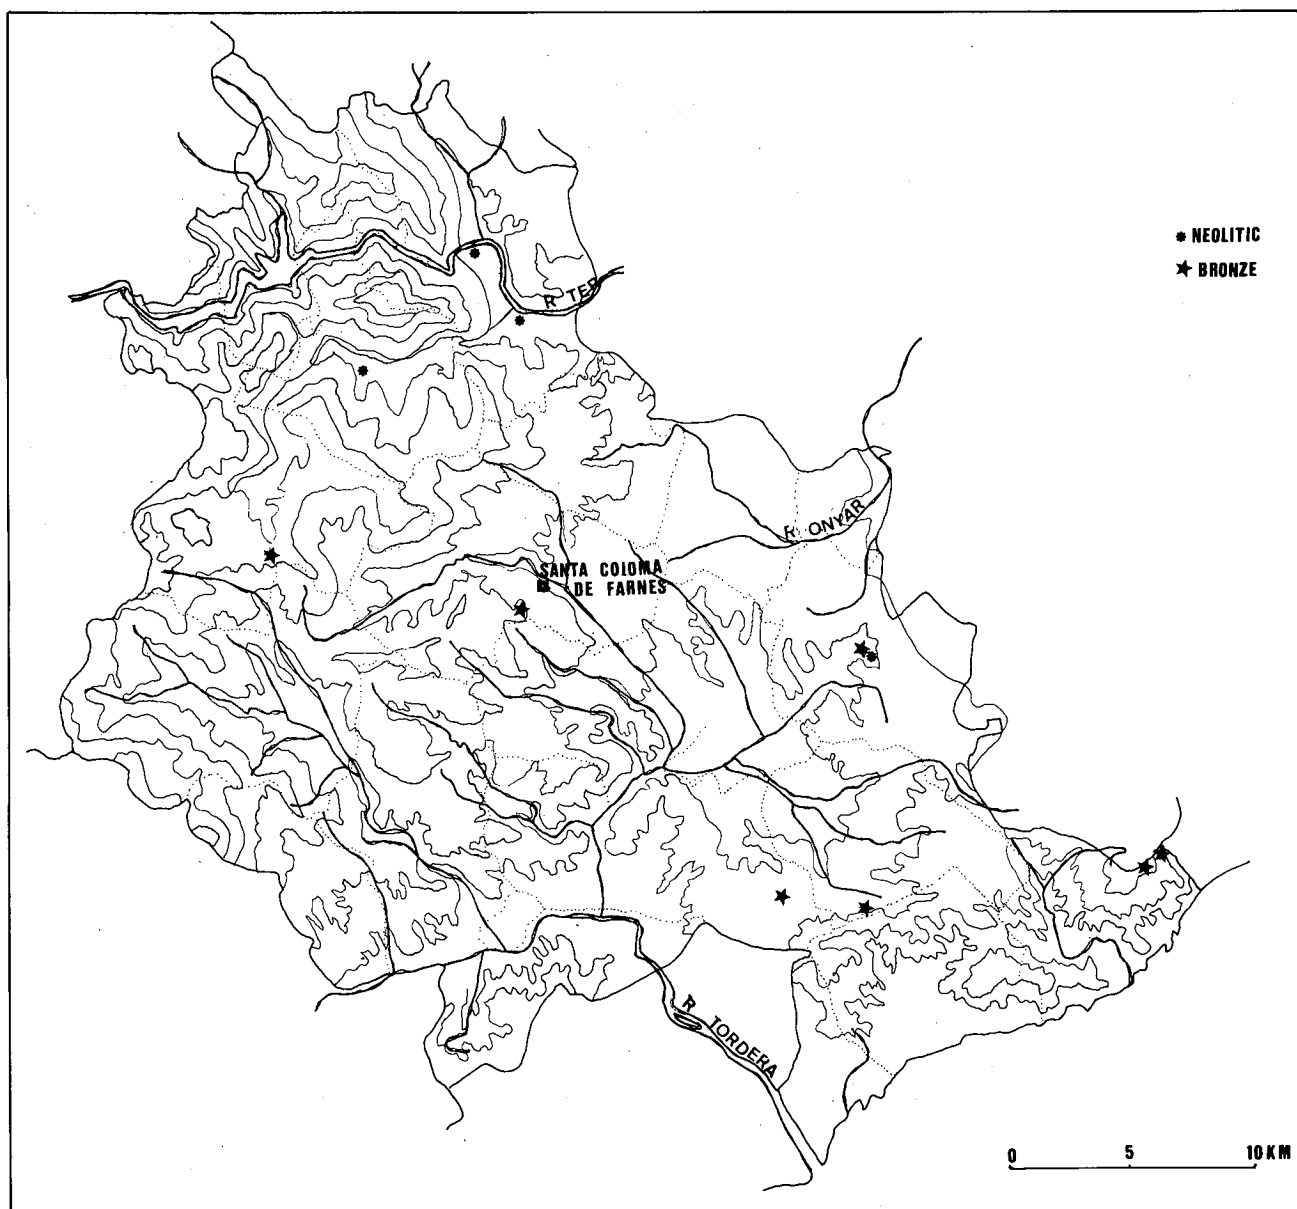 NEOLITIC
BRONZE
R TER
R ONYAR
SANTA COLOMA
DE FARNES
R TORDERA
0 5 10 KM